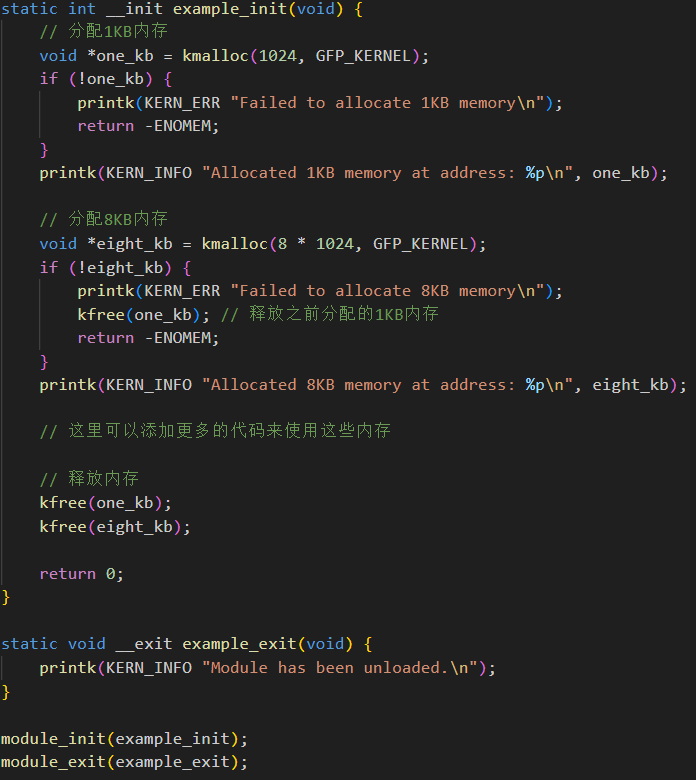 static int __init example_init(void) {
    // 分配1KB内存
    void *one_kb = kmalloc(1024, GFP_KERNEL);
    if (!one_kb) {
        printk(KERN_ERR "Failed to allocate 1KB memory\n");
        return -ENOMEM;
    }
    printk(KERN_INFO "Allocated 1KB memory at address: %p\n", one_kb);

    // 分配8KB内存
    void *eight_kb = kmalloc(8 * 1024, GFP_KERNEL);
    if (!eight_kb) {
        printk(KERN_ERR "Failed to allocate 8KB memory\n");
        kfree(one_kb); // 释放之前分配的1KB内存
        return -ENOMEM;
    }
    printk(KERN_INFO "Allocated 8KB memory at address: %p\n", eight_kb);

    // 这里可以添加更多的代码来使用这些内存

    // 释放内存
    kfree(one_kb);
    kfree(eight_kb);

    return 0;
}

static void __exit example_exit(void) {
    printk(KERN_INFO "Module has been unloaded.\n");
}

module_init(example_init);
module_exit(example_exit);